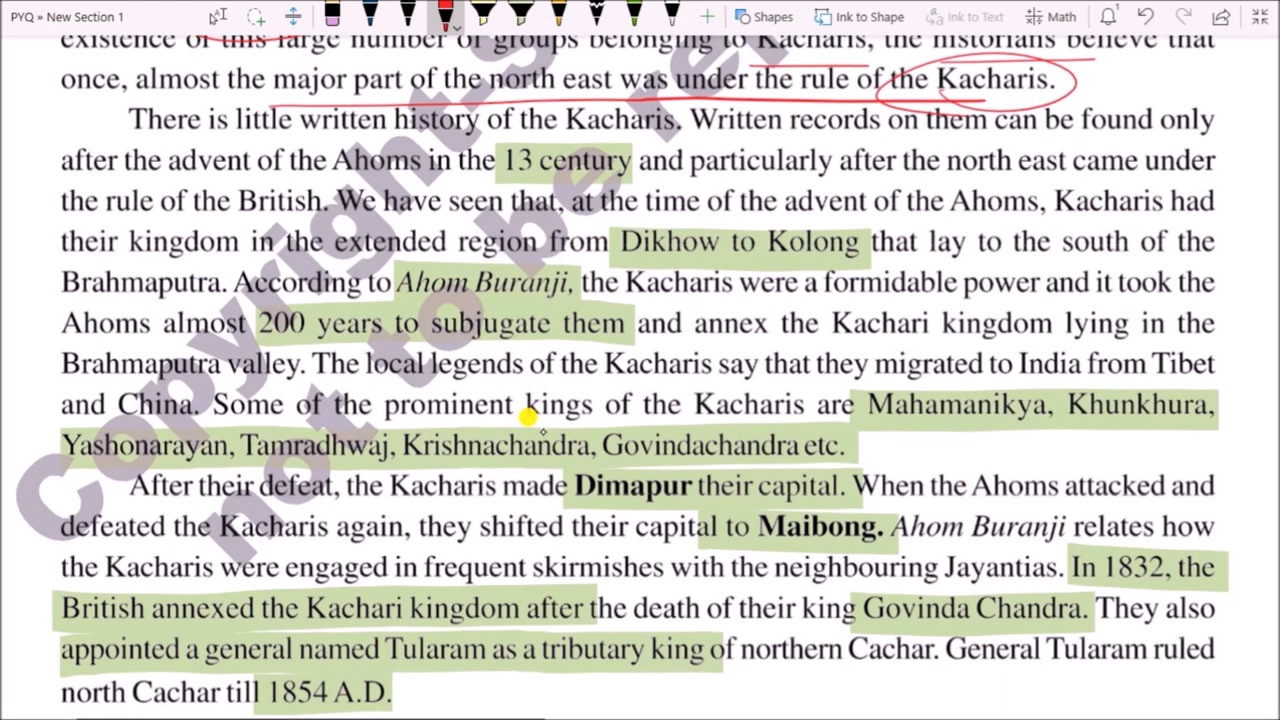 PYQ » New Section 1
Shapes
Ink to Shape
Ink to Text
Math
existence of this large number of groups belonging to Kacharis, the historians believe that
once, almost the major part of the north east was under the rule of the Kacharis.
There is little written history of the Kacharis. Written records on them can be found only
after the advent of the Ahoms in the 13 century and particularly after the north east came under
the rule of the British. We have seen that, at the time of the advent of the Ahoms, Kacharis had
their kingdom in the extended region from Dikhow to Kolong that lay to the south of the
Brahmaputra. According to Ahom Buranji, the Kacharis were a formidable power and it took the
Ahoms almost 200 years to subjugate them and annex the Kachari kingdom lying in the
Brahmaputra valley. The local legends of the Kacharis say that they migrated to India from Tibet
and China. Some of the prominent kings of the Kacharis are Mahamanikya, Khunkhura,
Yashonarayan, Tamradhwaj, Krishnachandra, Govindachandra etc.
After their defeat, the Kacharis made Dimapur their capital. When the Ahoms attacked and
defeated the Kacharis again, they shifted their capital to Maibong. Ahom Buranji relates how
the Kacharis were engaged in frequent skirmishes with the neighbouring Jayantias. In 1832, the
British annexed the Kachari kingdom after the death of their king Govinda Chandra. They also
appointed a general named Tularam as a tributary king of northern Cachar. General Tularam ruled
north Cachar till 1854 A.D.
Copyright
not to be